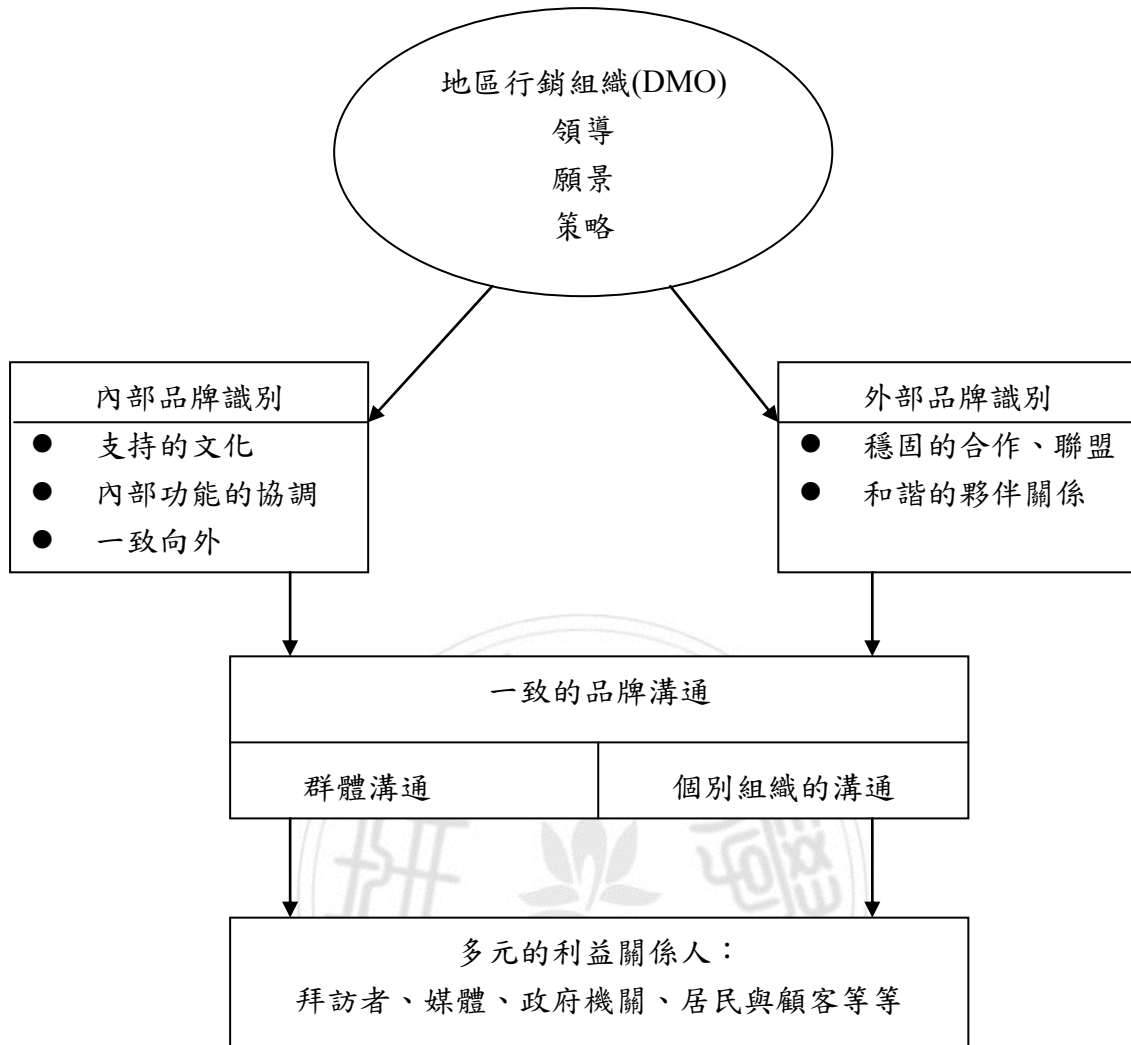 地區行銷組織(DMO)
領導
願景
策略
內部品牌識別
● 支持的文化
● 內部功能的協調
● 一致向外
外部品牌識別
● 穩固的合作、聯盟
● 和諧的夥伴關係
一致的品牌溝通
群體溝通
個別組織的溝通
多元的利益關係人：
拜訪者、媒體、政府機關、居民與顧客等等